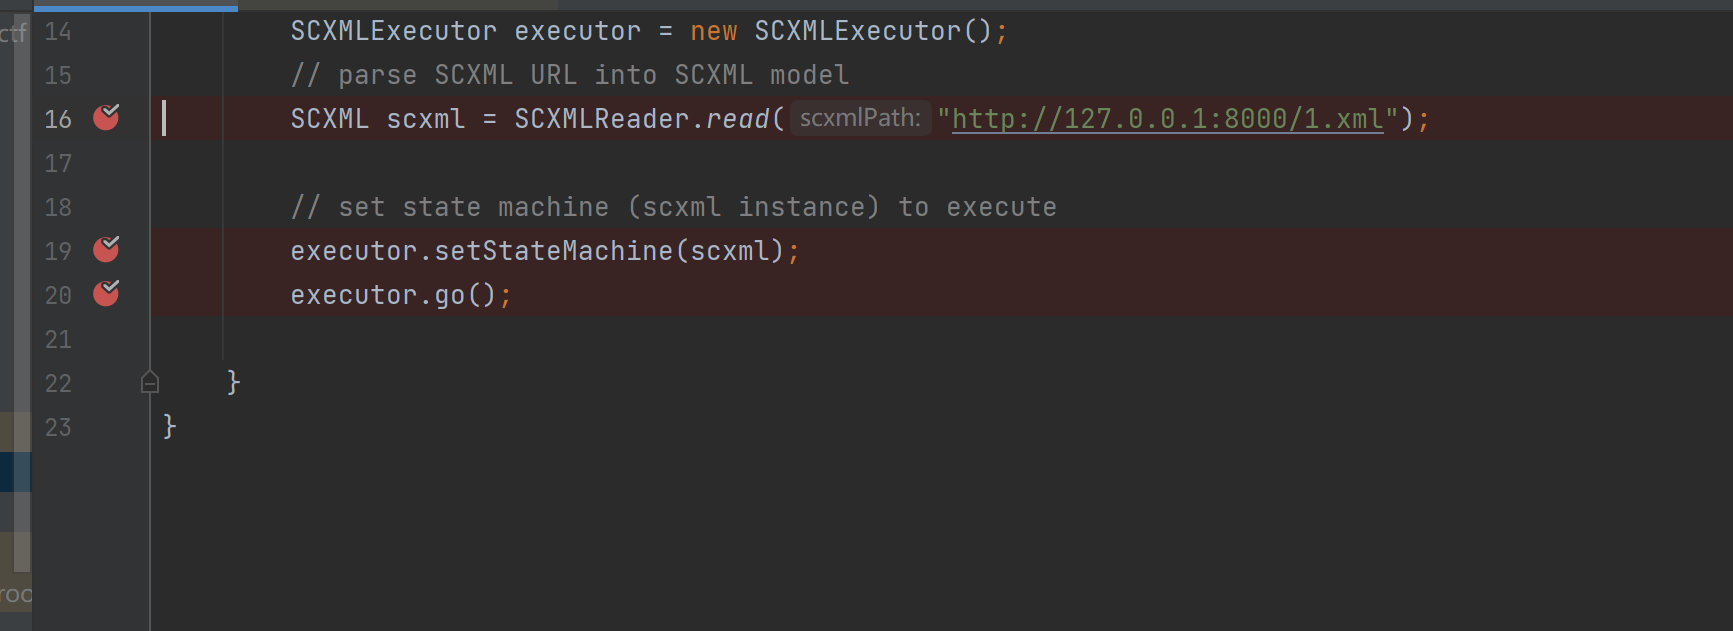 ctf
14 SCXMLExecutor executor = new SCXMLExecutor();
15 // parse SCXML URL into SCXML model
16 SCXML scxml = SCXMLReader.read( scxmlPath: "http://127.0.0.1:8000/1.xml");
17
18 // set state machine (scxml instance) to execute
19 executor.setStateMachine(scxml);
20 executor.go();
21
22 }
23 }
roo